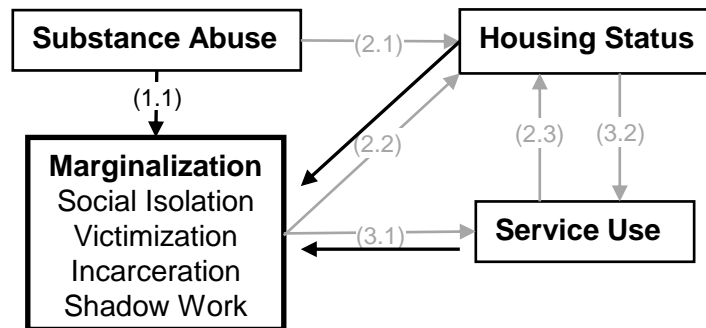 Substance Abuse
(2.1)
Housing Status
(1.1)
(2.2)
(2.3)
(3.2)
Marginalization
Social Isolation
Victimization
Incarceration
Shadow Work
(3.1)
Service Use